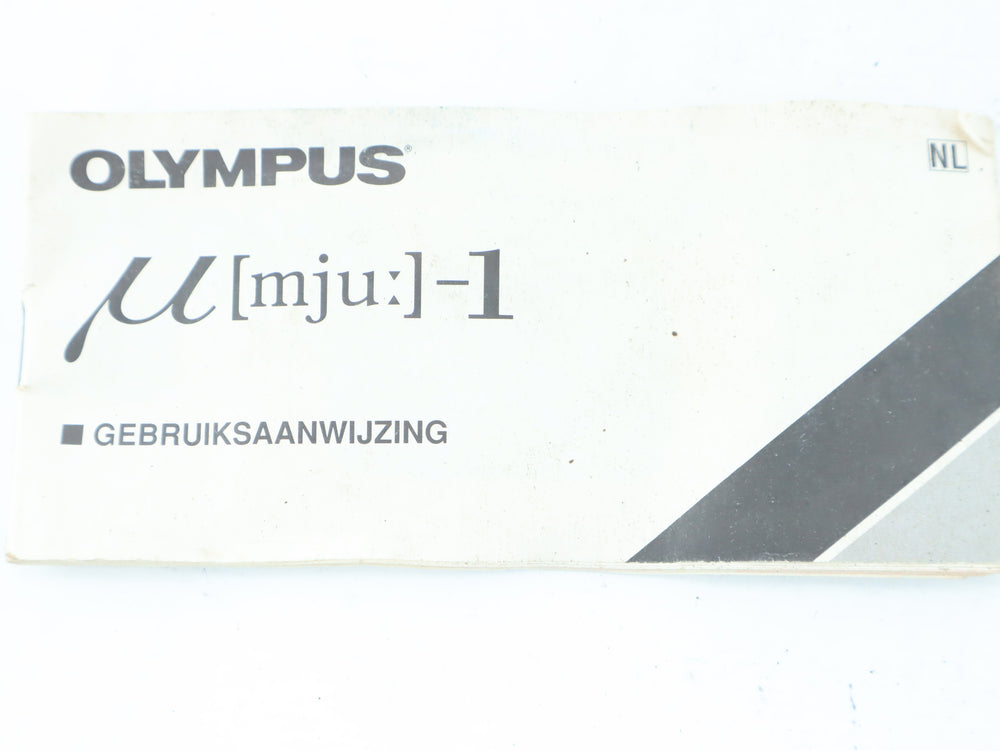 OLYMPUS®
NL
µ[mju:]-1
■ GEBRUIKSAANWIJZING